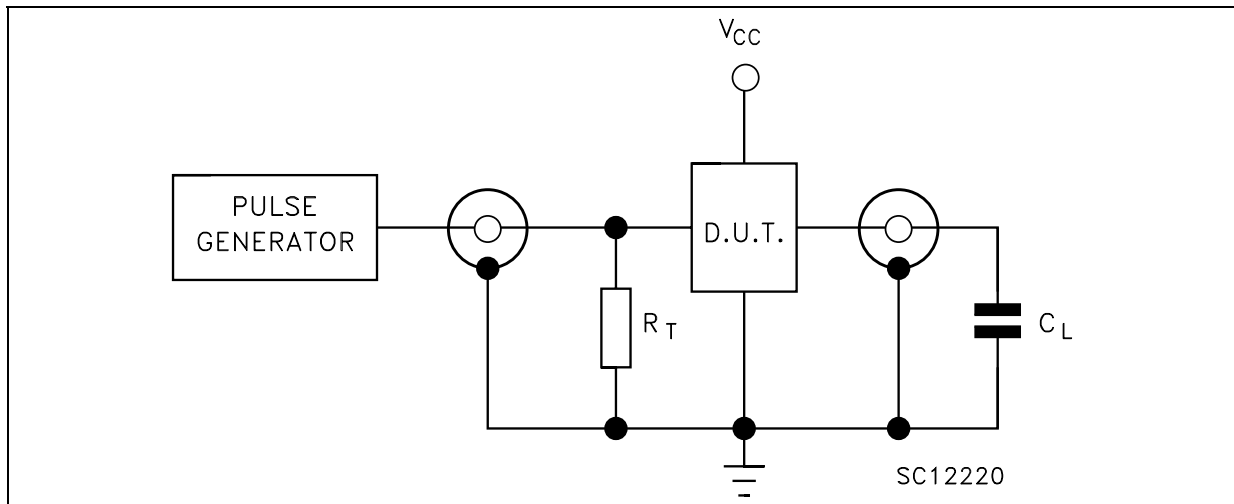 VCC
PULSE
GENERATOR
D.U.T.
RT
CL
SC12220